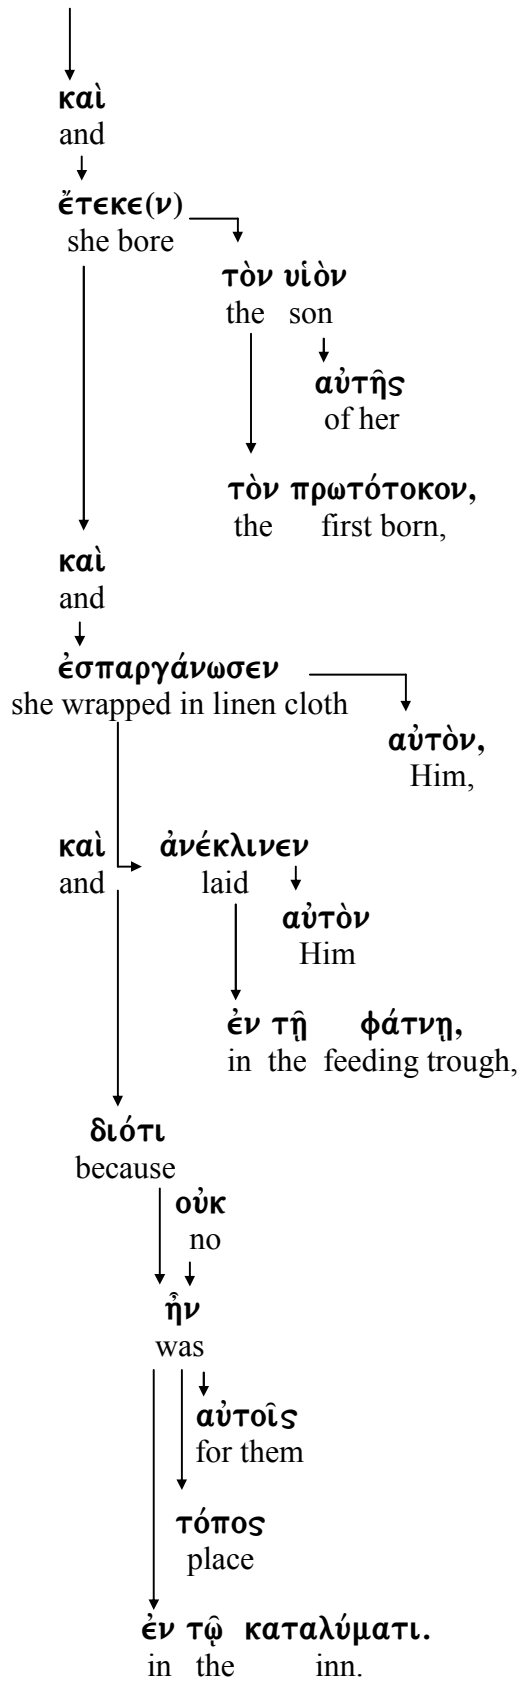 καὶ
and
ἔτεκε(ν)
she bore
τὸν υἱὸν
the son
αὐτῆς
of her
τὸν πρωτότοκον,
the first born,
καὶ
and
ἐσπαργάνωσεν
she wrapped in linen cloth
αὐτὸν,
Him,
καὶ ἀνέκλινεν
and laid
αὐτὸν
Him
ἐν τῇ φάτνῃ,
in the feeding trough,
διότι
because
οὐκ
no
ἦν
was
αὐτοῖς
for them
τόπος
place
ἐν τῷ καταλύματι.
in the inn.